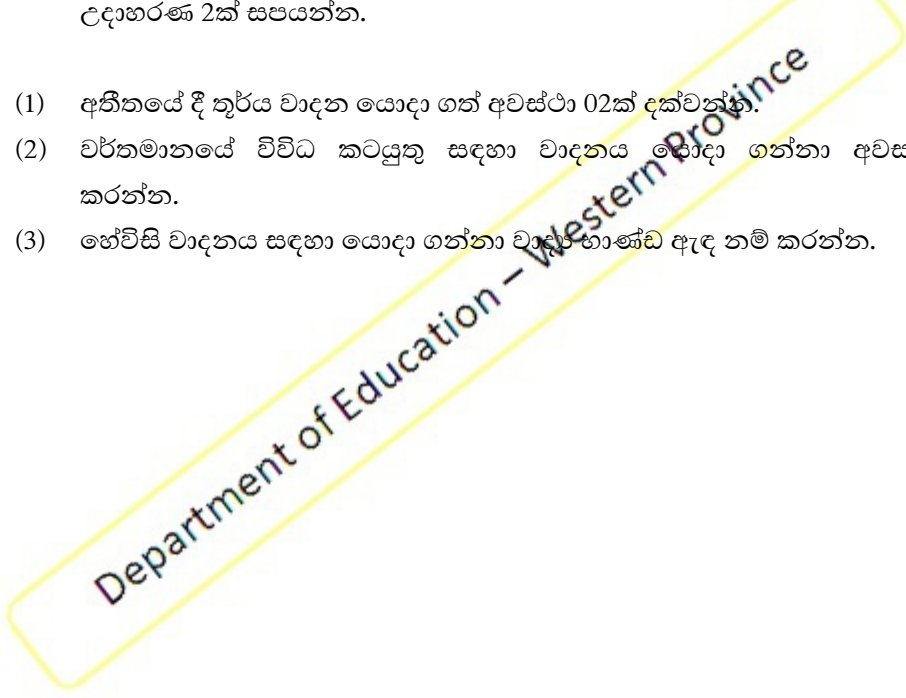 උදාහරණ 2ක් සපයන්න.
(1) අතීතයේ දී තූර්ය වාදන යොදා ගත් අවස්ථා 02ක් දක්වන්න.
(2) වර්තමානයේ විවිධ කටයුතු සඳහා වාදනය යොදා ගන්නා අවස
කරන්න.
(3) හේවිසි වාදනය සඳහා යොදා ගන්නා වාද්‍ය භාණ්ඩ ඇඳ නම් කරන්න.
Department of Education – Western Province